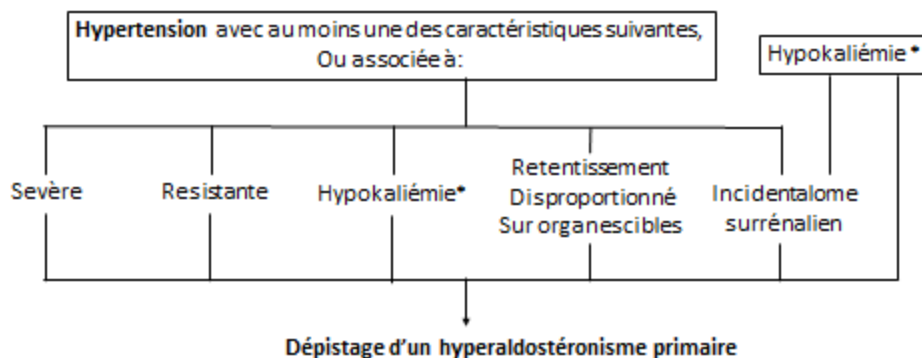 Hypertension avec au moins une des caractéristiques suivantes,
Ou associée à:
Hypokaliémie*
Sevère
Resistante
Hypokaliémie*
Retentissement
Disproportionné
Sur organescibles
Incidentalome
surrénalien
Dépistage d'un hyperaldostéronisme primaire